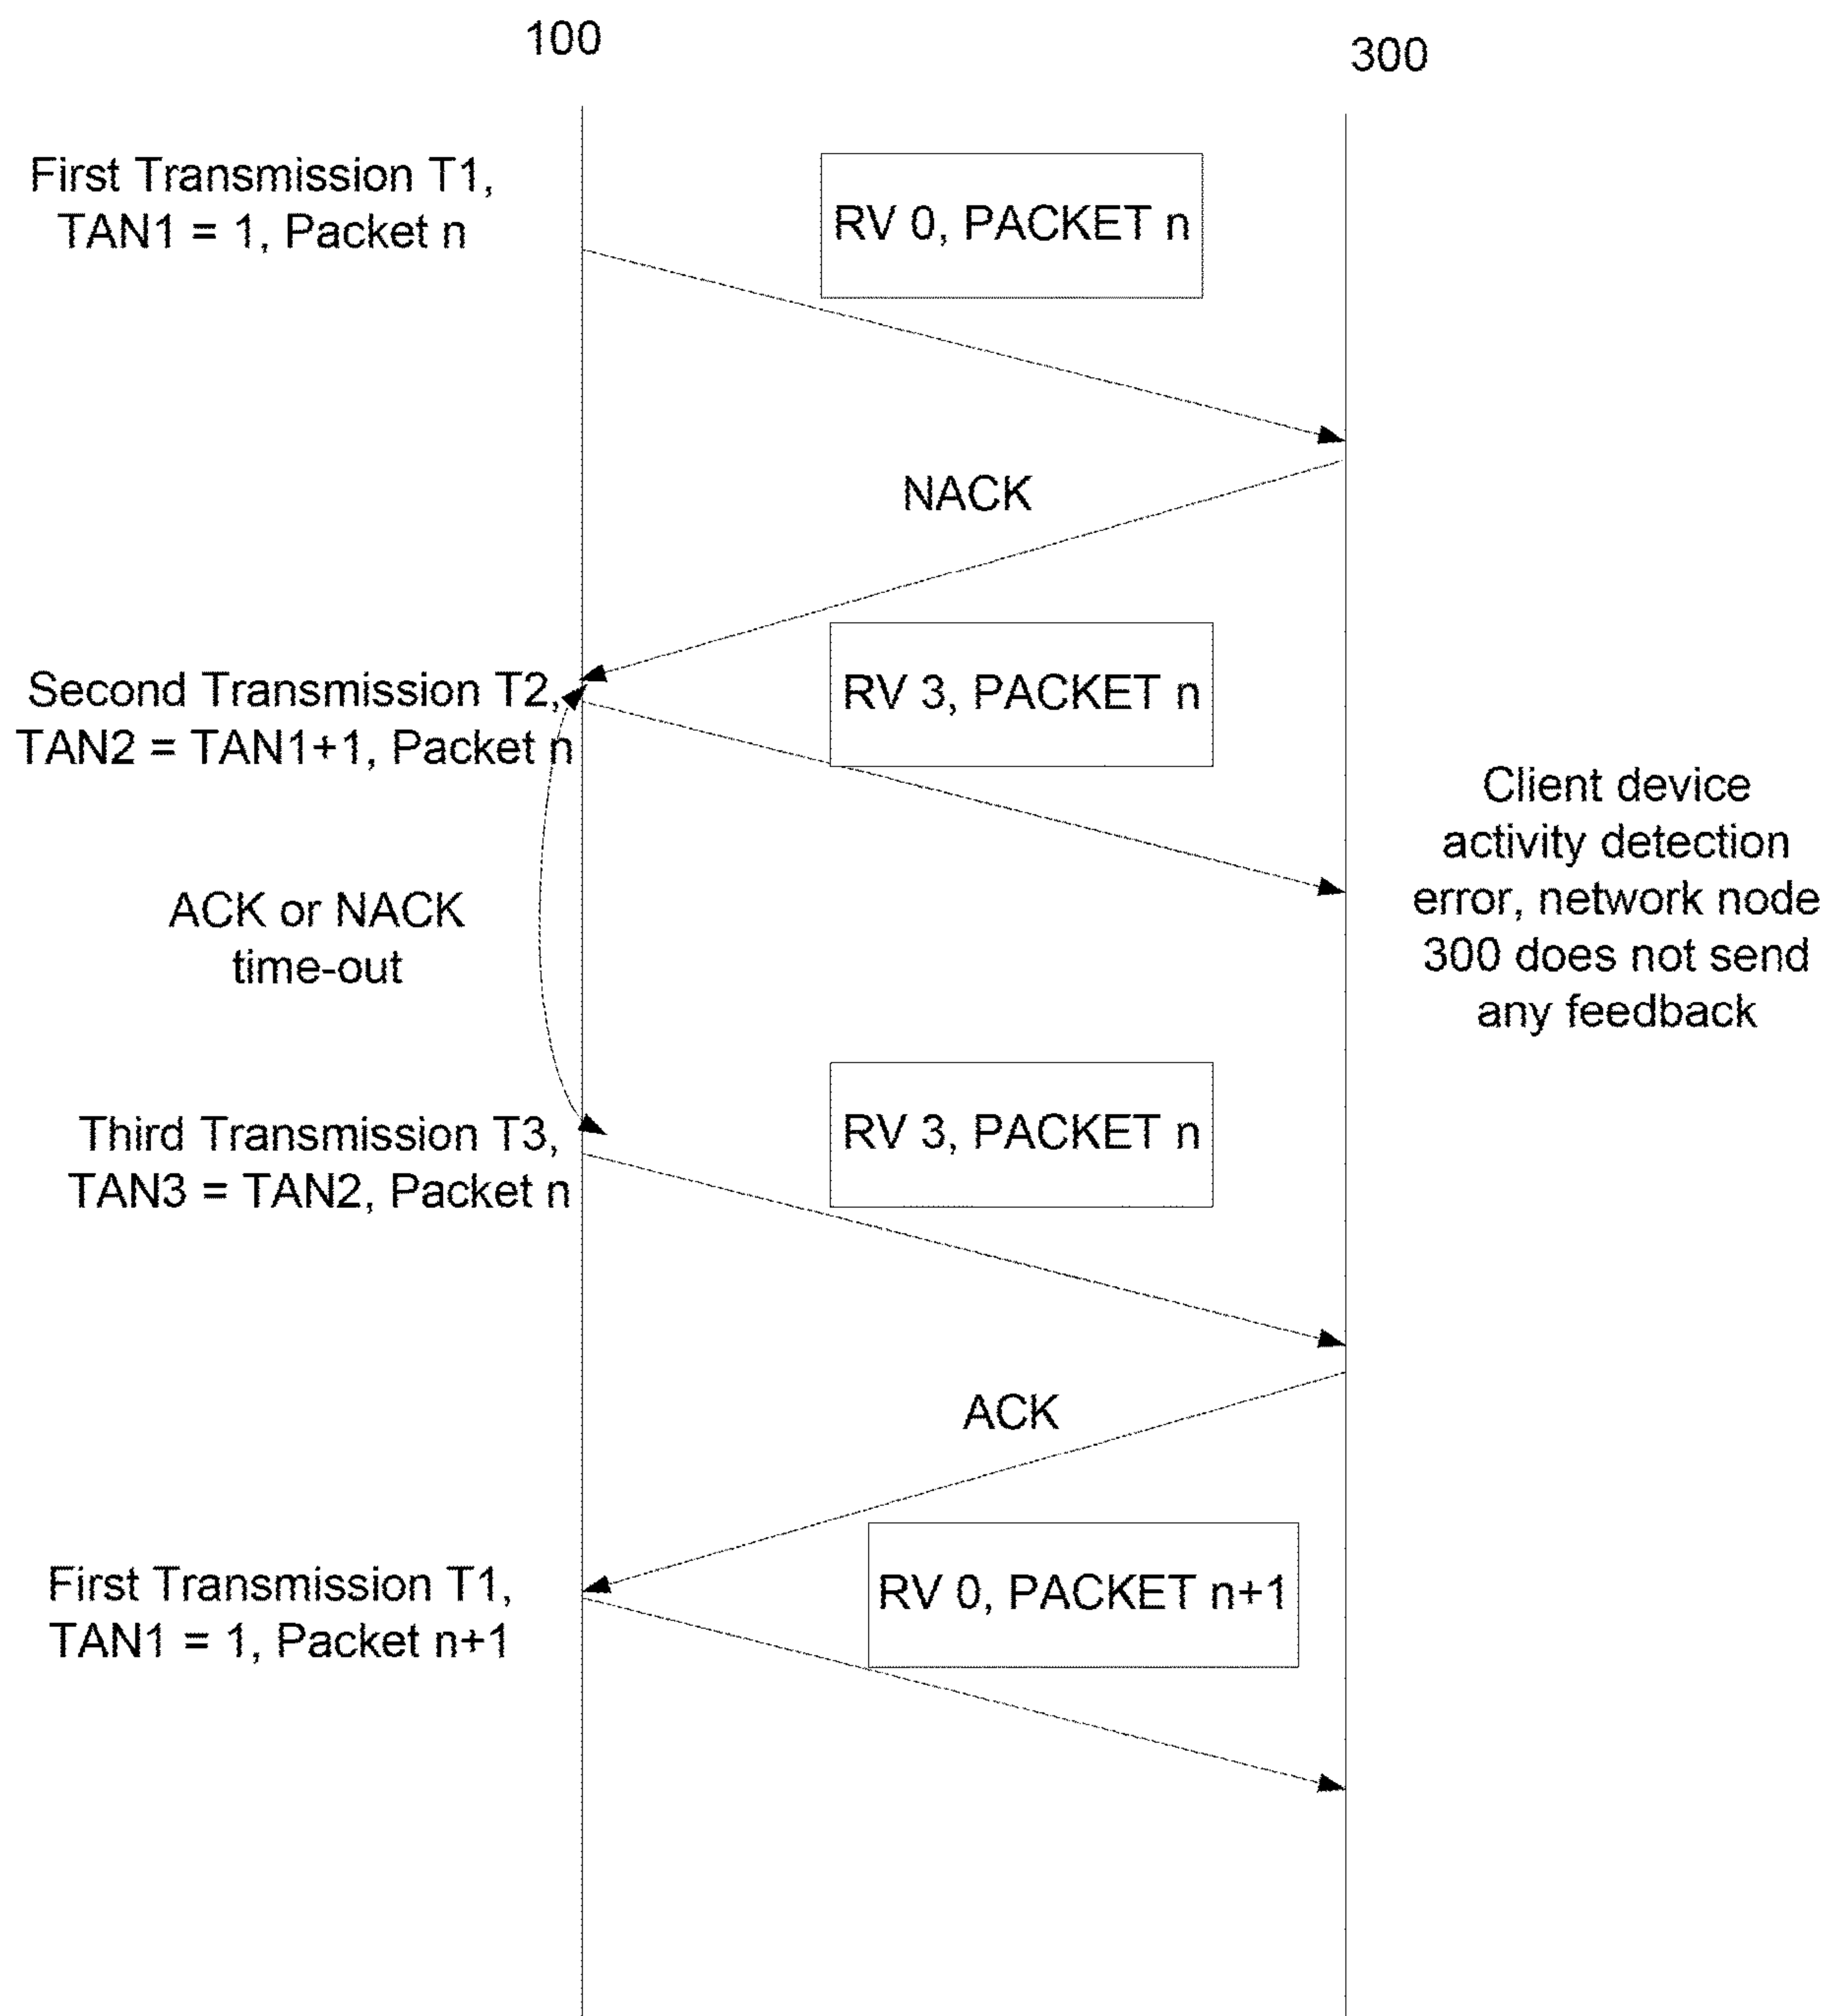 100
300
First Transmission T1,
TAN1 = 1, Packet n
RV 0, PACKET n
NACK
Second Transmission T2,
TAN2 = TAN1+1, Packet n
RV 3, PACKET n
Client device
activity detection
error, network node
300 does not send
any feedback
ACK or NACK
time-out
Third Transmission T3,
TAN3 = TAN2, Packet n
RV 3, PACKET n
ACK
First Transmission T1,
TAN1 = 1, Packet n+1
RV 0, PACKET n+1